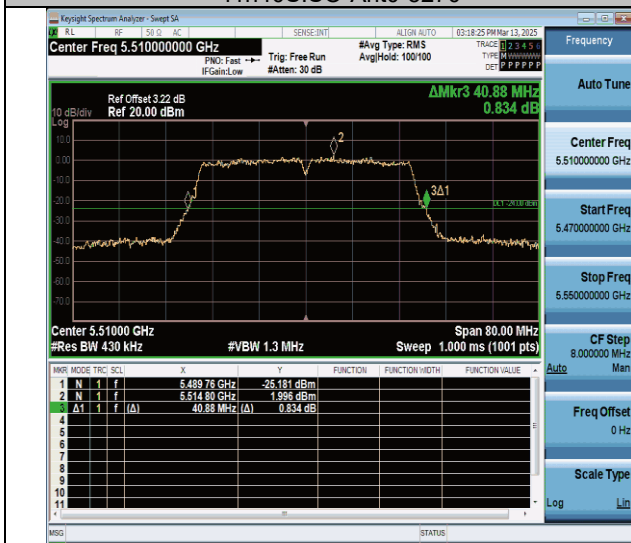 Keysight Spectrum Analyzer - Swept SA
RL RF 50 Ω AC SENSE:INT ALIGN AUTO 03:18:25 PM Mar 13, 2025
Center Freq 5.510000000 GHz
PNO: Fast
IFGain:Low
Trig: Free Run
#Atten: 30 dB
#Avg Type: RMS
Avg|Hold: 100/100
TRACE 1 2 3 4 5 6
TYPE M WWWWW
DET P P P P P P
Ref Offset 3.22 dB
Ref 20.00 dBm
10 dB/div
Log
ΔMkr3 40.88 MHz
0.834 dB
10.0
0.00
-10.0
-20.0
-30.0
-40.0
-50.0
-60.0
-70.0
1
2
3Δ1
DL1 -24.00 dBm
Center 5.51000 GHz
Span 80.00 MHz
#Res BW 430 kHz
#VBW 1.3 MHz
Sweep 1.000 ms (1001 pts)
MKR MODE TRC SCL X Y FUNCTION FUNCTION WIDTH FUNCTION VALUE
1 N 1 f 5.489 76 GHz -25.181 dBm
2 N 1 f 5.514 80 GHz 1.996 dBm
3 Δ1 1 f (Δ) 40.88 MHz (Δ) 0.834 dB
4
5
6
7
8
9
10
11
MSG
STATUS
Frequency
Auto Tune
Center Freq
5.510000000 GHz
Start Freq
5.470000000 GHz
Stop Freq
5.550000000 GHz
CF Step
8.000000 MHz
Auto Man
Freq Offset
0 Hz
Scale Type
Log Lin